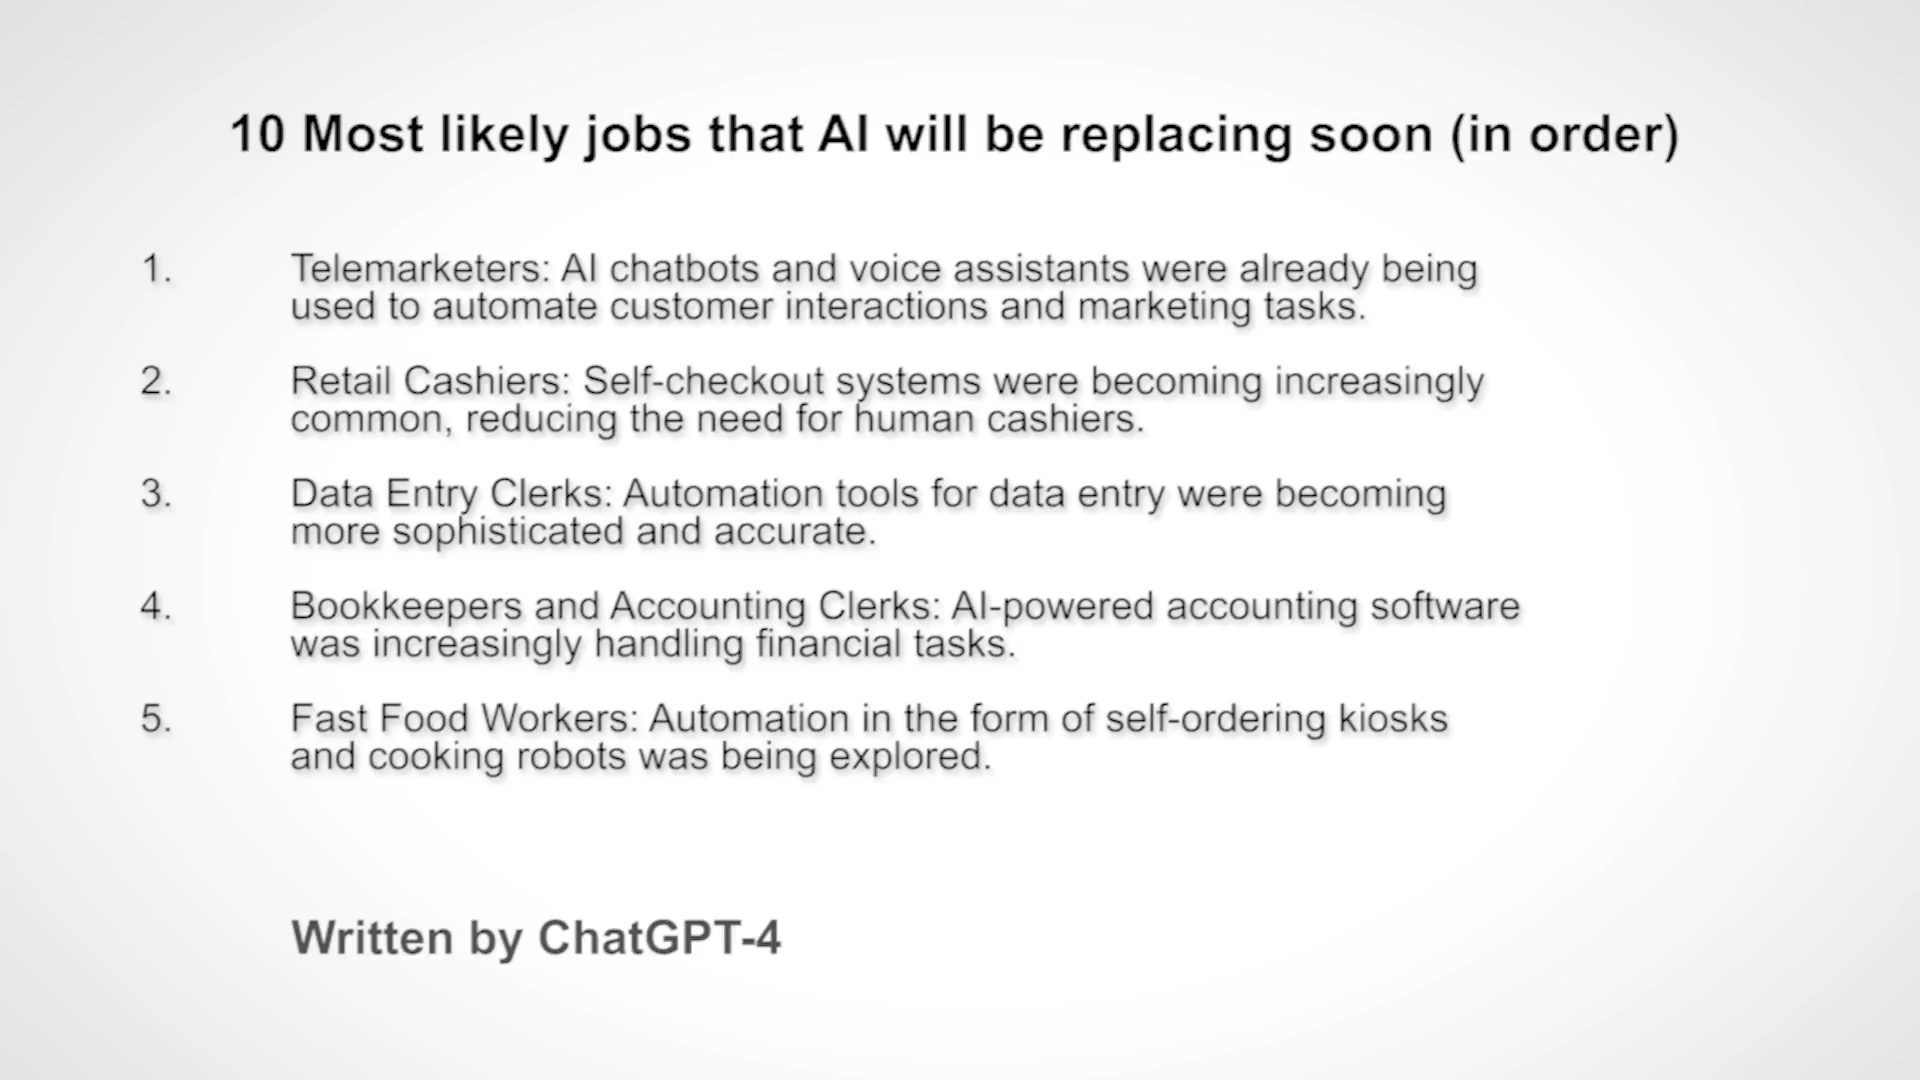 10 Most likely jobs that AI will be replacing soon (in order)
1. Telemarketers: AI chatbots and voice assistants were already being
used to automate customer interactions and marketing tasks.
2. Retail Cashiers: Self-checkout systems were becoming increasingly
common, reducing the need for human cashiers.
3. Data Entry Clerks: Automation tools for data entry were becoming
more sophisticated and accurate.
4. Bookkeepers and Accounting Clerks: AI-powered accounting software
was increasingly handling financial tasks.
5. Fast Food Workers: Automation in the form of self-ordering kiosks
and cooking robots was being explored.
Written by ChatGPT-4